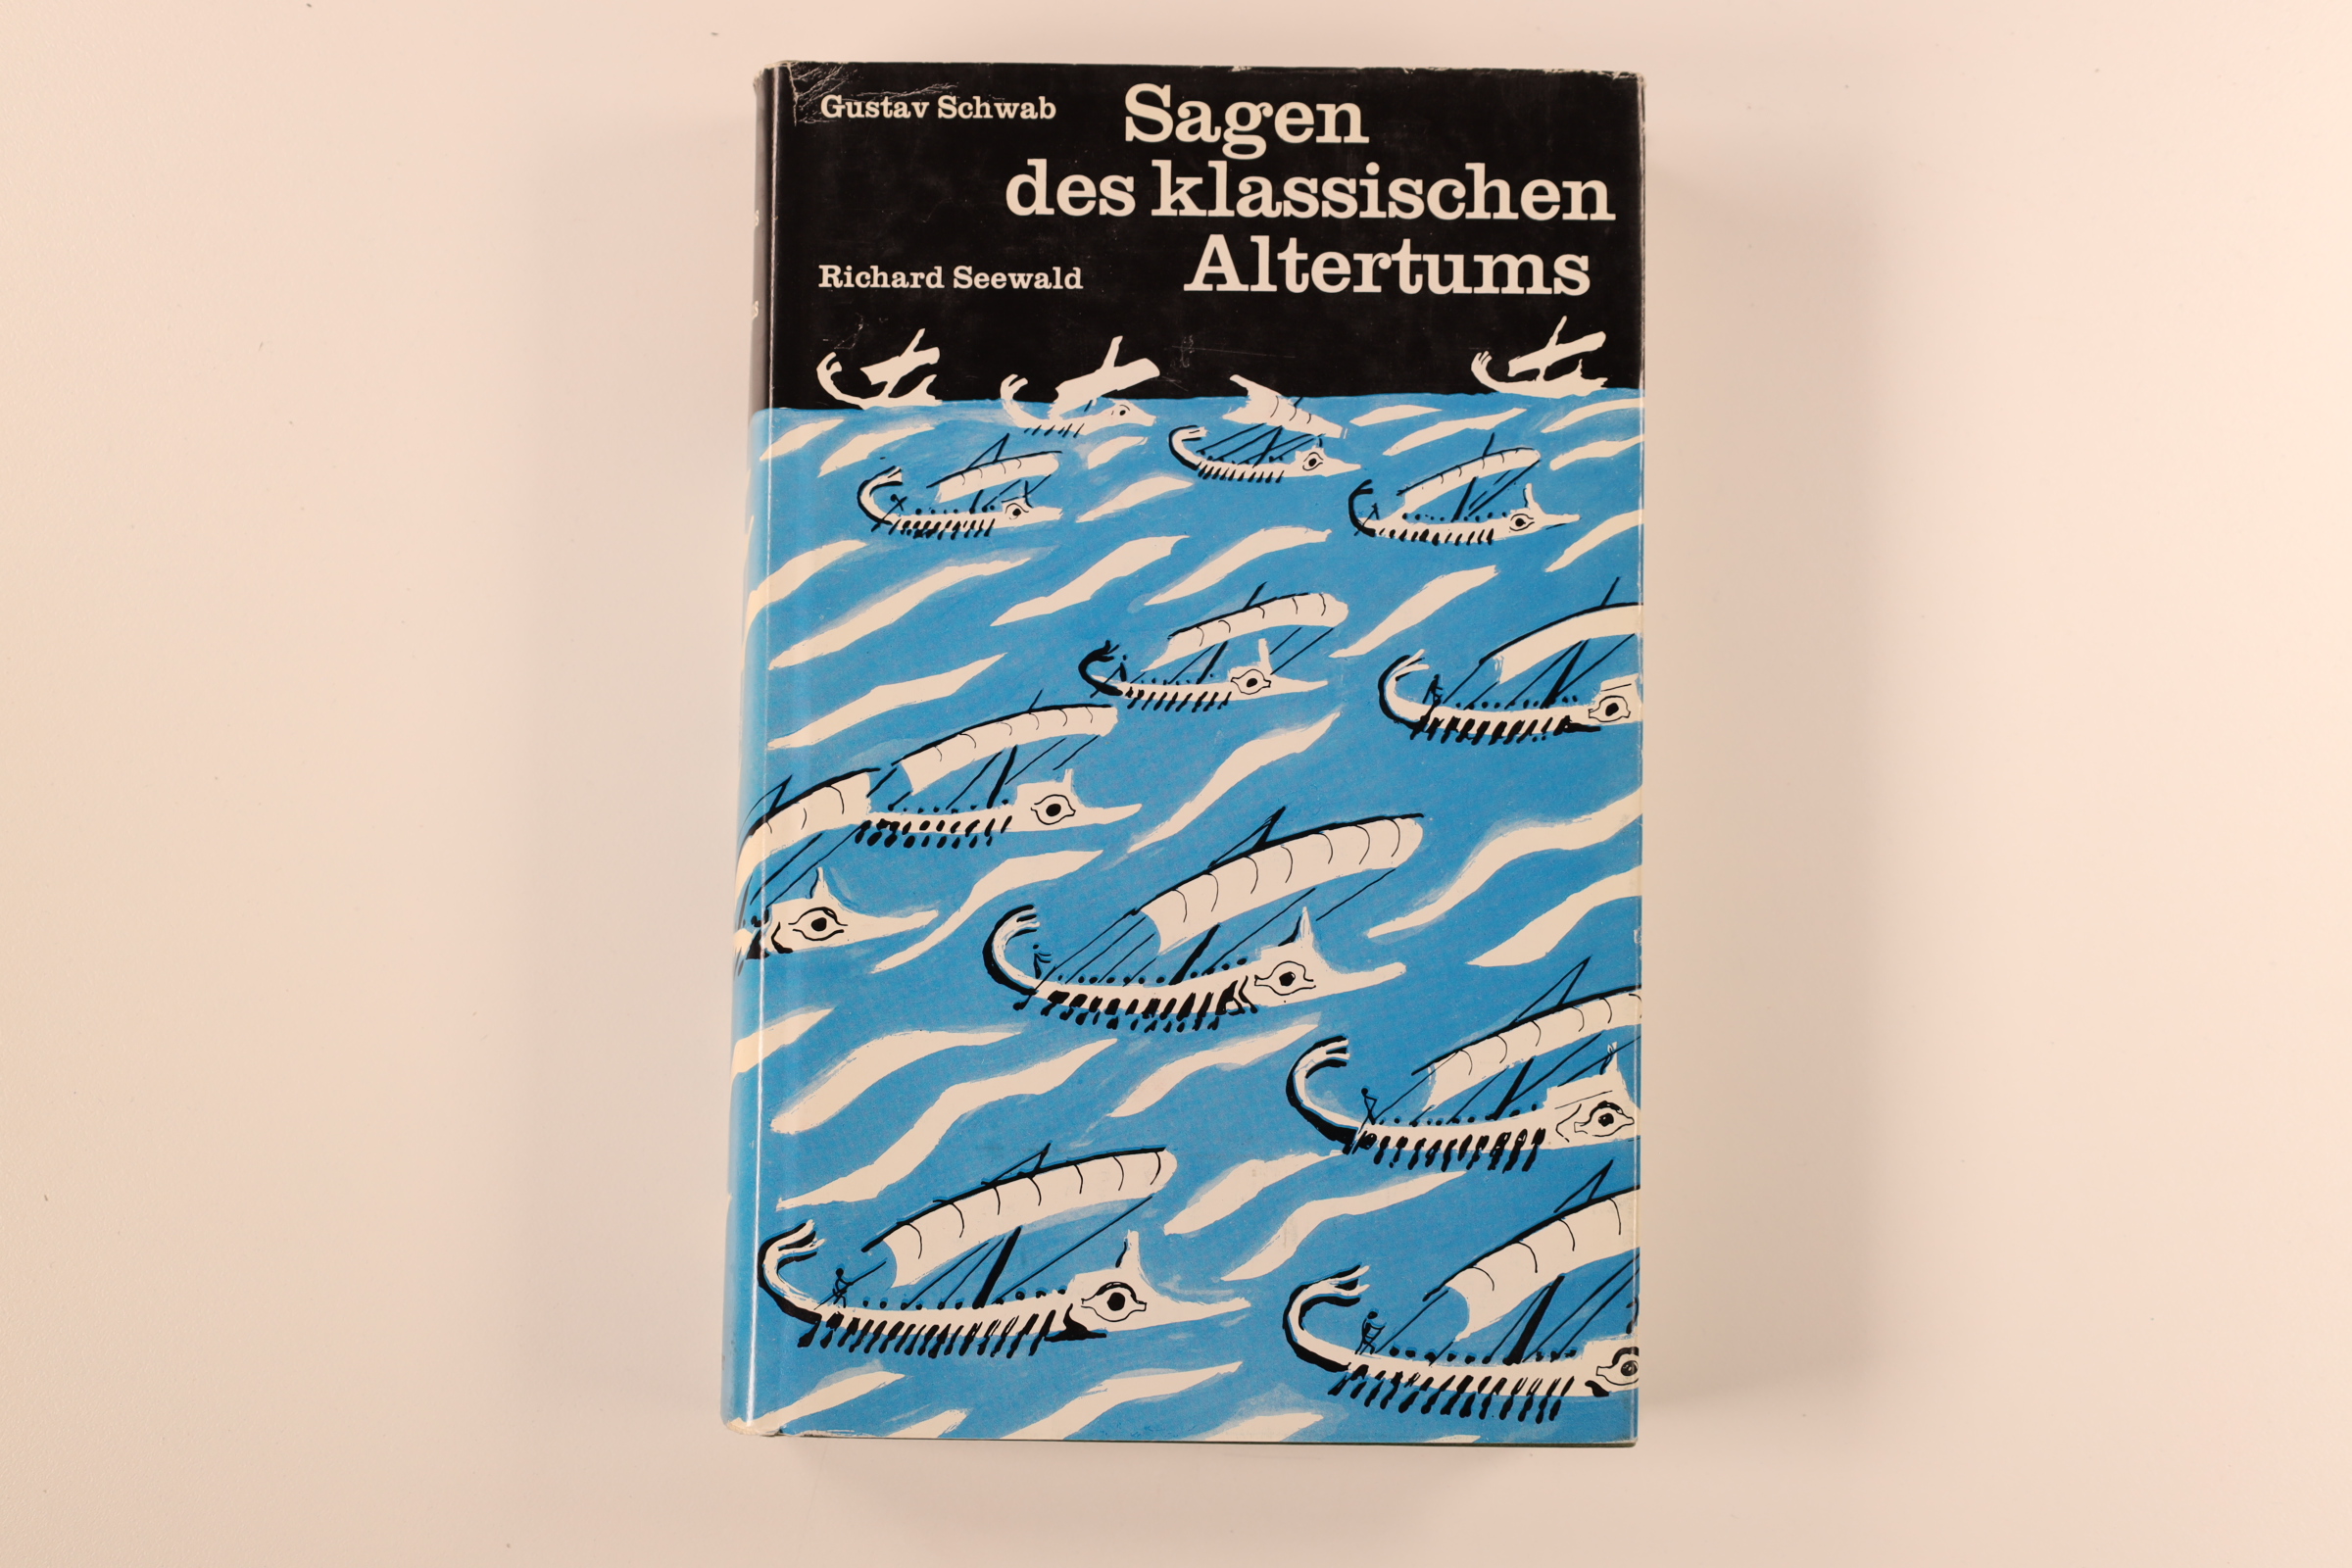 Gustav Schwab
Sagen
des klassischen
Altertums
Richard Seewald